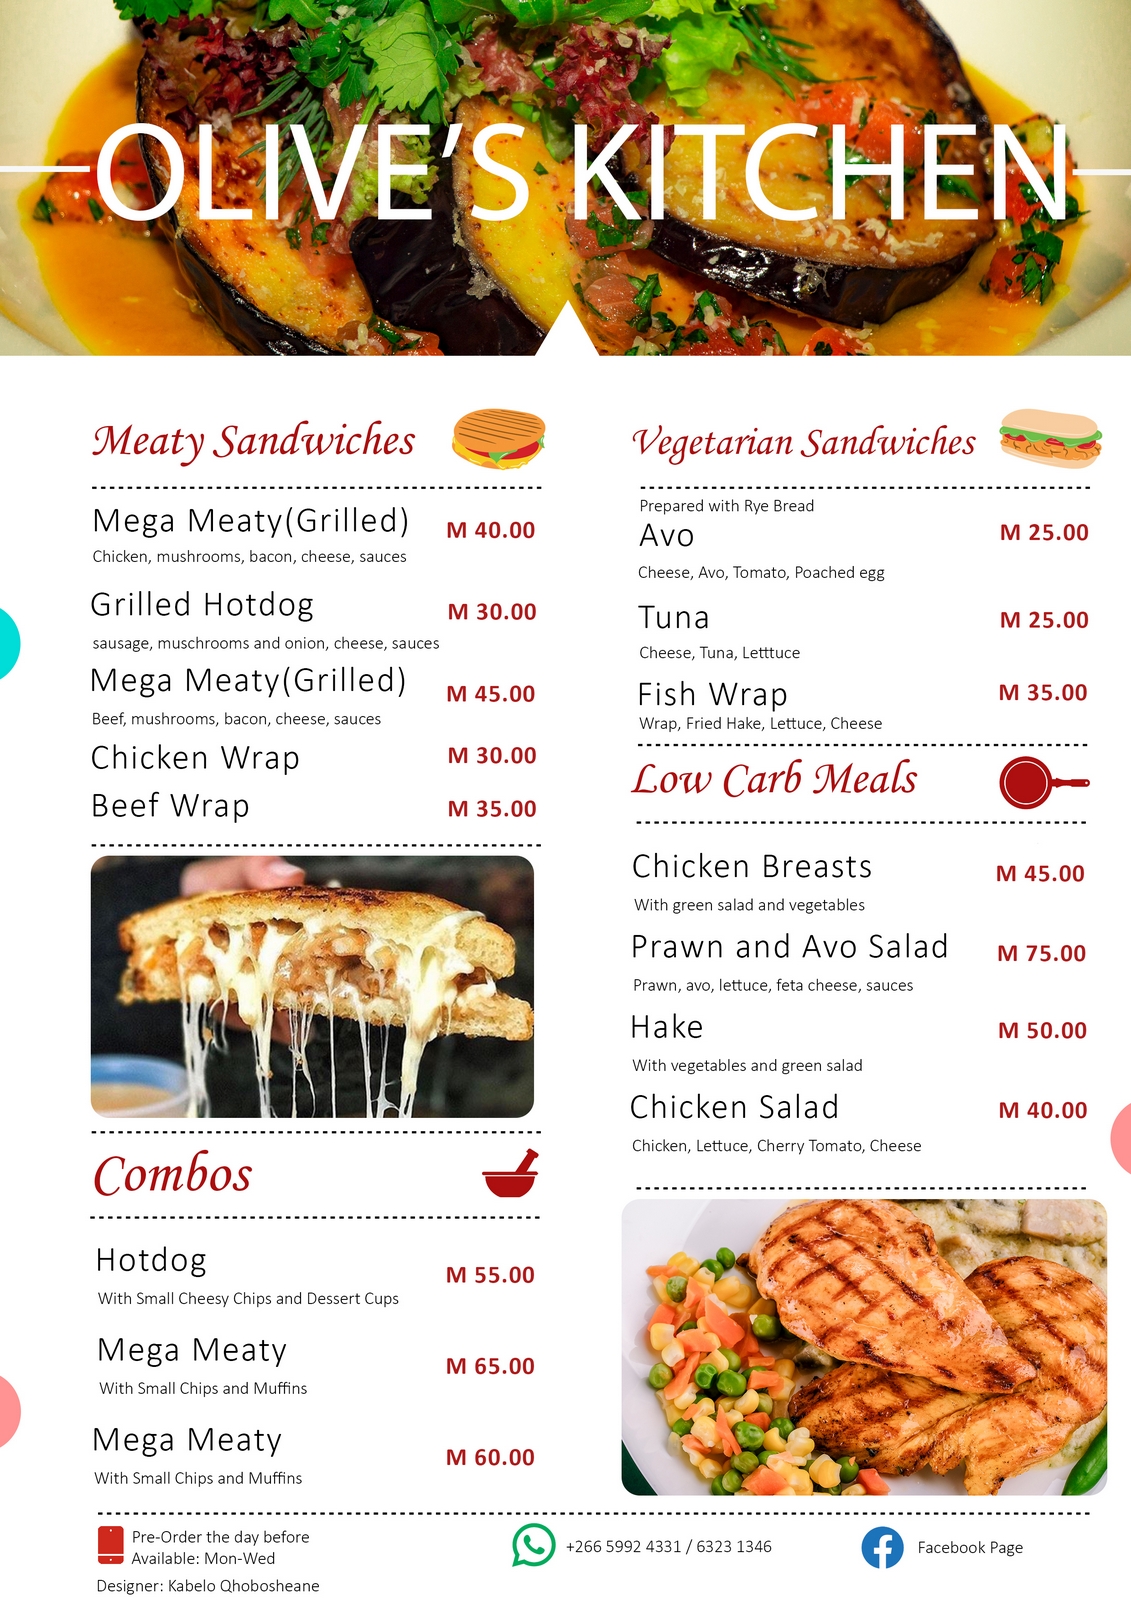 OLIVE'S KITCHEN
Meaty Sandwiches
Mega Meaty(Grilled) M 40.00
Chicken, mushrooms, bacon, cheese, sauces
Grilled Hotdog M 30.00
sausage, muschrooms and onion, cheese, sauces
Mega Meaty(Grilled) M 45.00
Beef, mushrooms, bacon, cheese, sauces
Chicken Wrap M 30.00
Beef Wrap M 35.00
Combos
Hotdog M 55.00
With Small Cheesy Chips and Dessert Cups
Mega Meaty M 65.00
With Small Chips and Muffins
Mega Meaty M 60.00
With Small Chips and Muffins
Vegetarian Sandwiches
Prepared with Rye Bread
Avo M 25.00
Cheese, Avo, Tomato, Poached egg
Tuna M 25.00
Cheese, Tuna, Letttuce
Fish Wrap M 35.00
Wrap, Fried Hake, Lettuce, Cheese
Low Carb Meals
Chicken Breasts M 45.00
With green salad and vegetables
Prawn and Avo Salad M 75.00
Prawn, avo, lettuce, feta cheese, sauces
Hake M 50.00
With vegetables and green salad
Chicken Salad M 40.00
Chicken, Lettuce, Cherry Tomato, Cheese
Pre-Order the day before
Available: Mon-Wed
Designer: Kabelo Qhobosheane
+266 5992 4331 / 6323 1346
Facebook Page